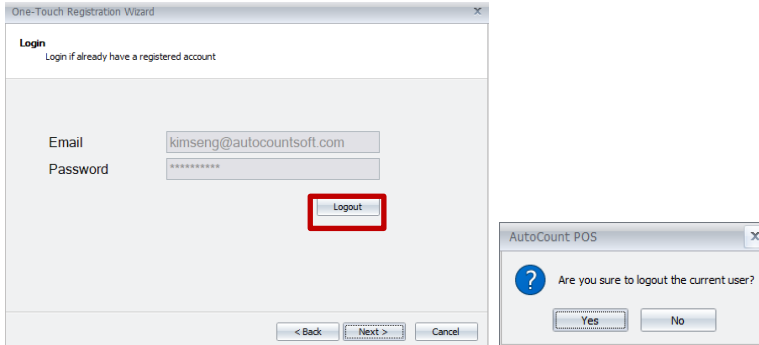 One-Touch Registration Wizard
x
Login
Login if already have a registered account
Email
kimseng@autocountsoft.com
Password
**********
Logout
< Back
Next >
Cancel
AutoCount POS
x
?
Are you sure to logout the current user?
Yes
No